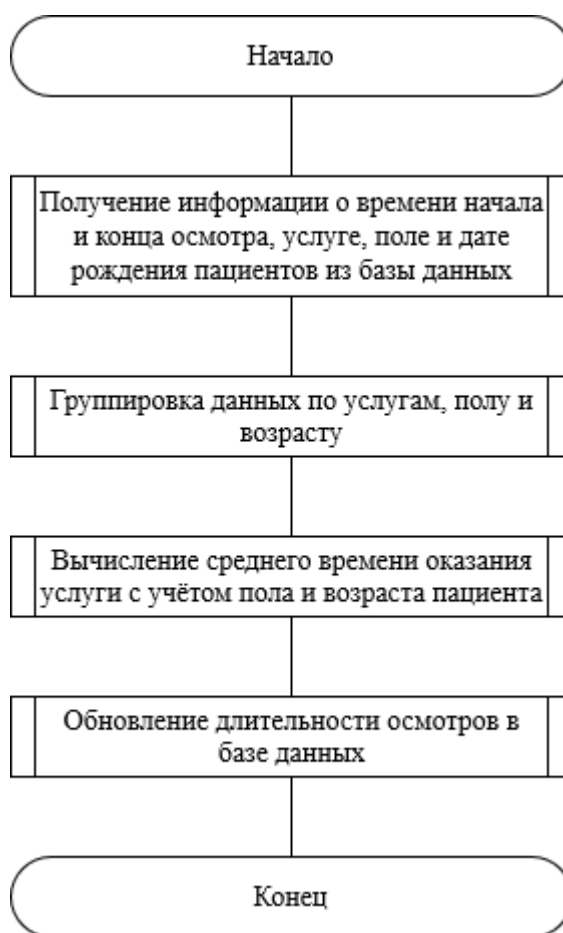 Начало
Получение информации о времени начала
и конца осмотра, услуге, поле и дате
рождения пациентов из базы данных
Группировка данных по услугам, полу и
возрасту
Вычисление среднего времени оказания
услуги с учётом пола и возраста пациента
Обновление длительности осмотров в
базе данных
Конец